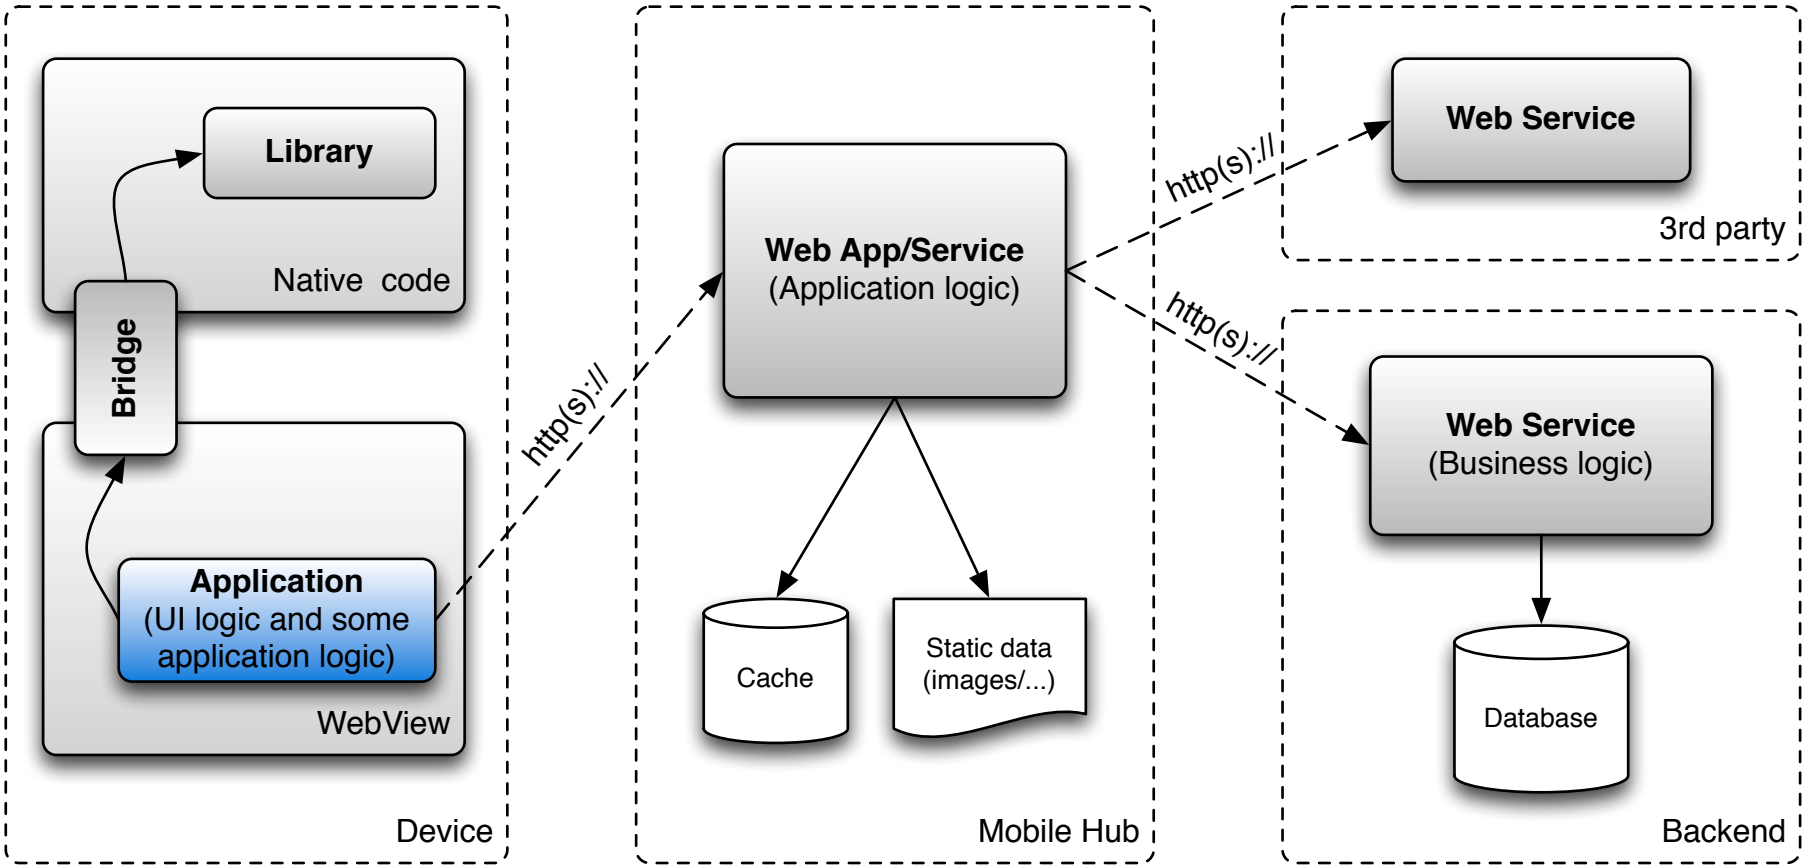 Library
Native code
Bridge
Application
(UI logic and some
application logic)
WebView
Device
http(s)://
Web App/Service
(Application logic)
Cache
Static data
(images/...)
Mobile Hub
http(s)://
http(s)://
Web Service
3rd party
Web Service
(Business logic)
Database
Backend